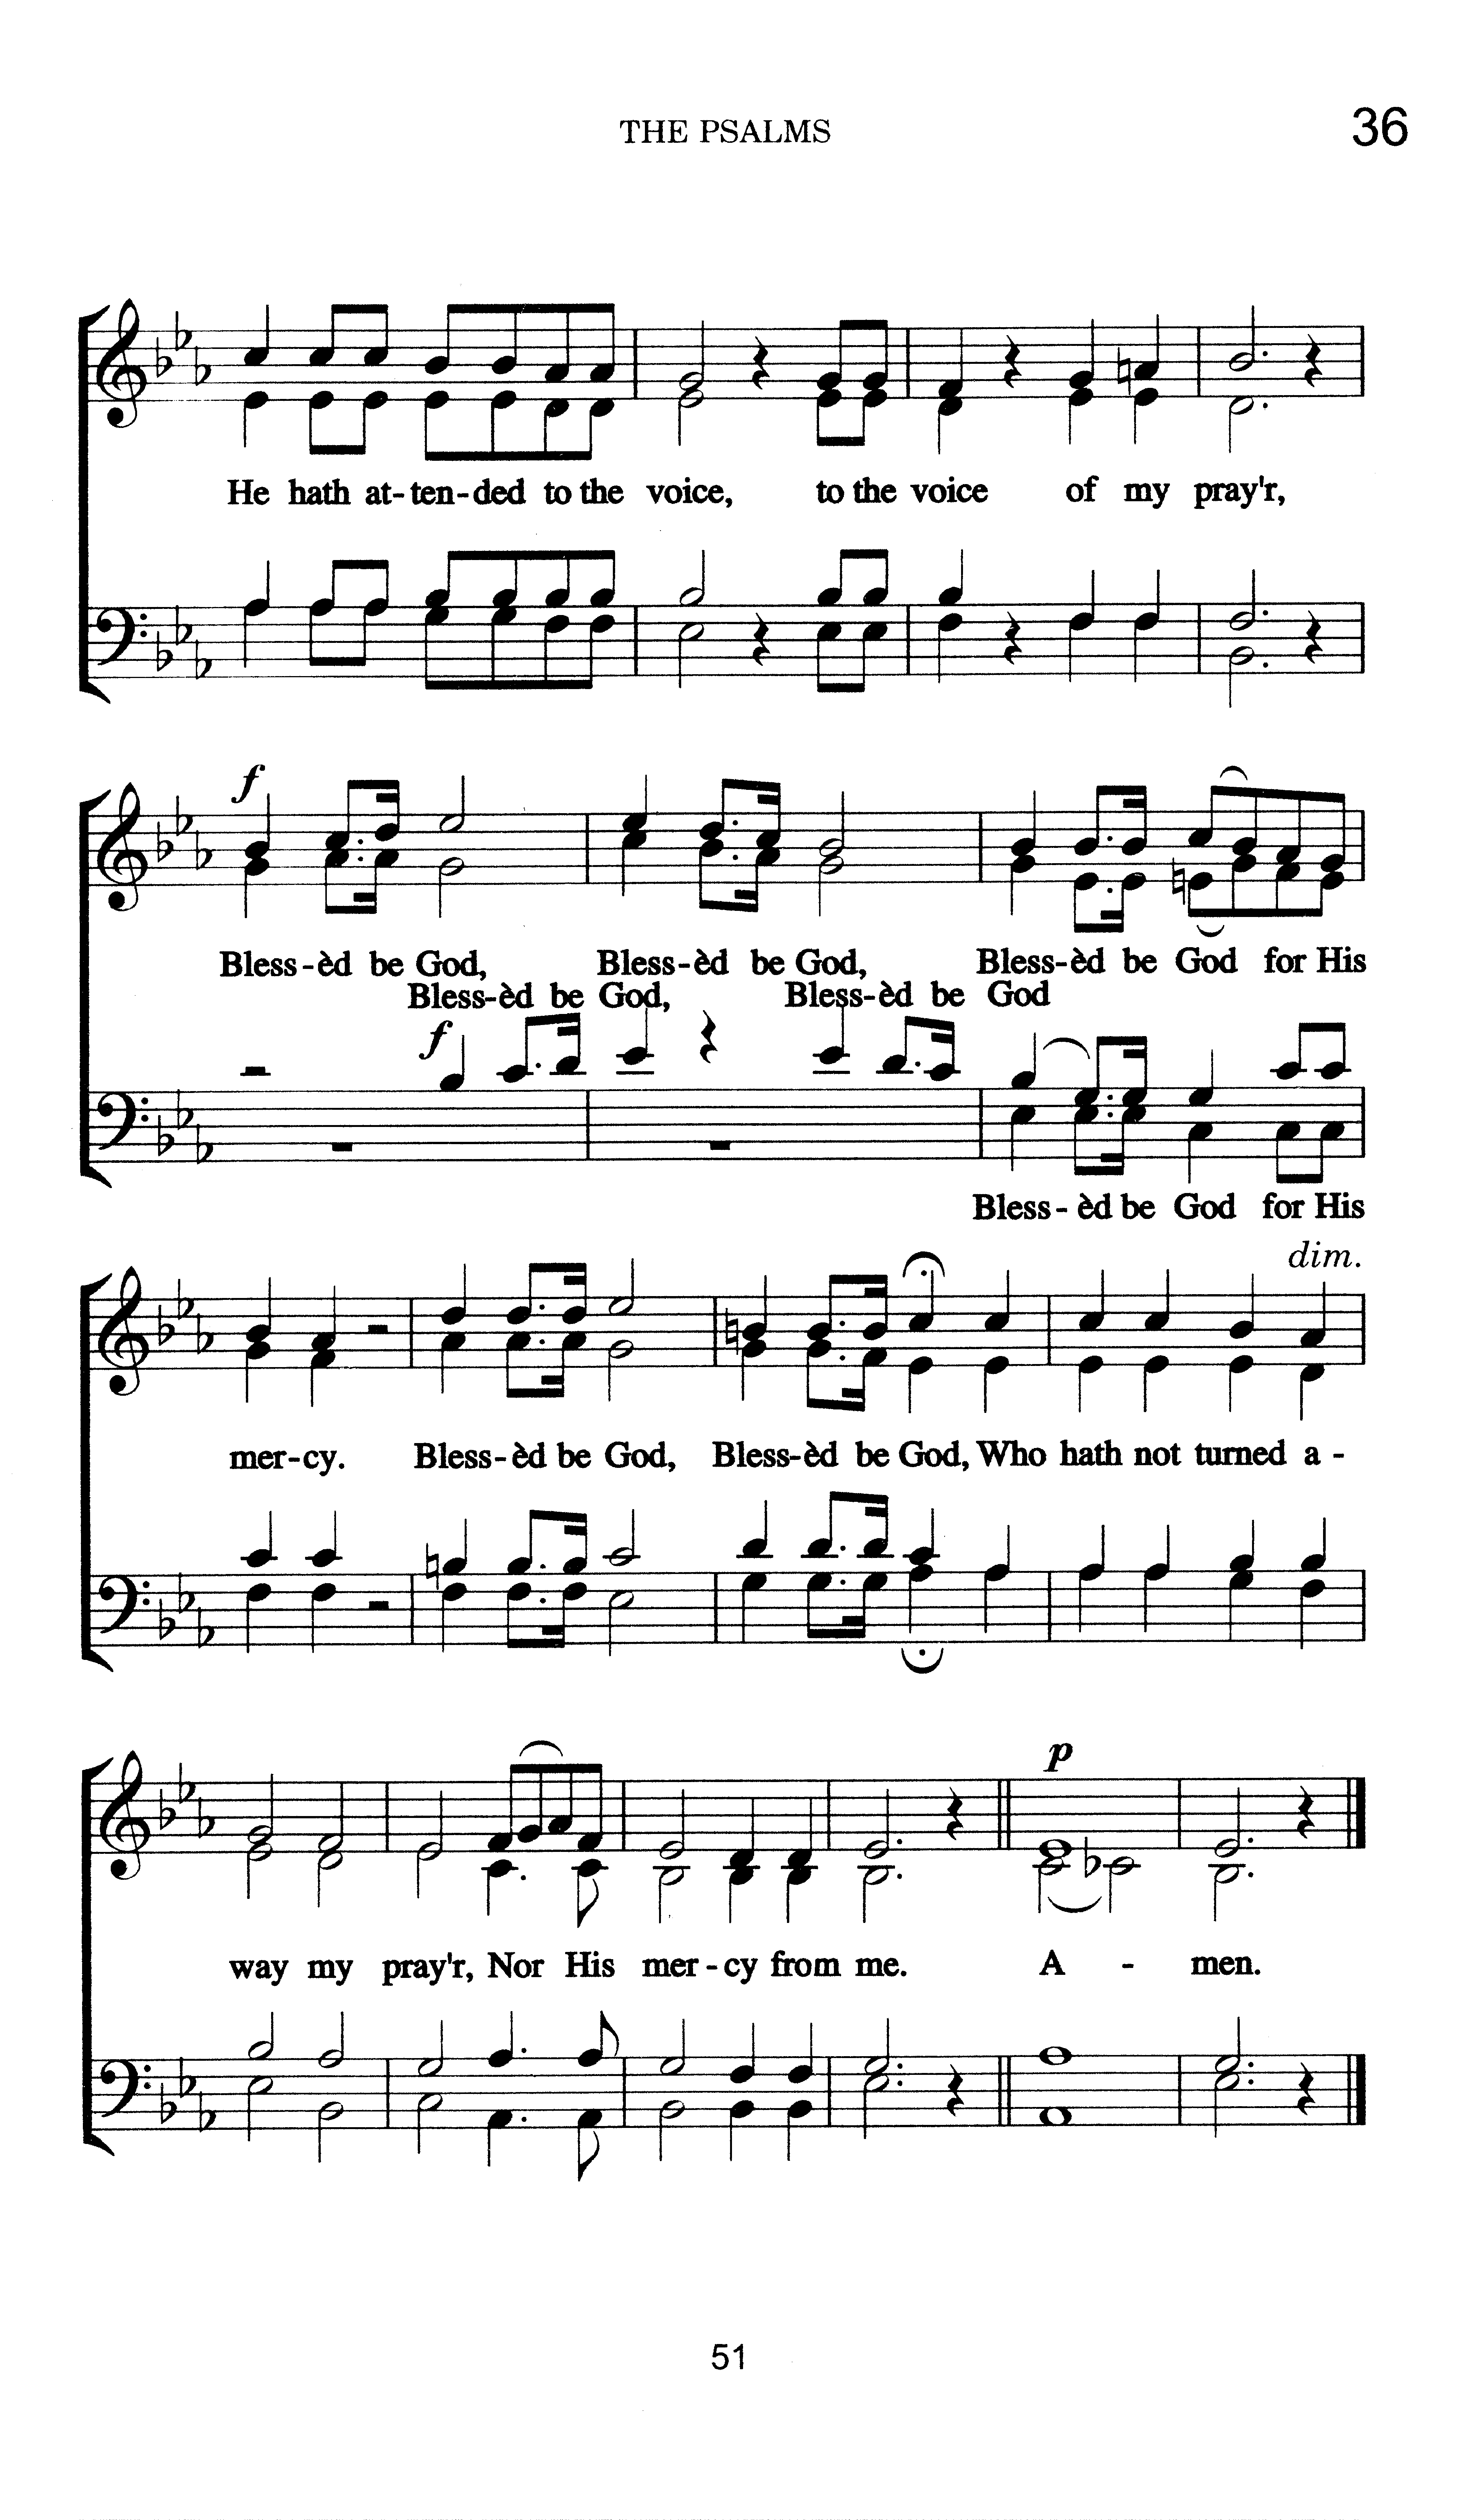 THE PSALMS
36
He hath at-ten-ded to the voice, to the voice of my pray'r,
f
Bless-èd be God, Bless-èd be God, Bless-èd be God for His
Bless-èd be God, Bless-èd be God
f
Bless-èd be God for His
dim.
mer-cy. Bless-èd be God, Bless-èd be God, Who hath not turned a-
p
way my pray'r, Nor His mer-cy from me. A - men.
51